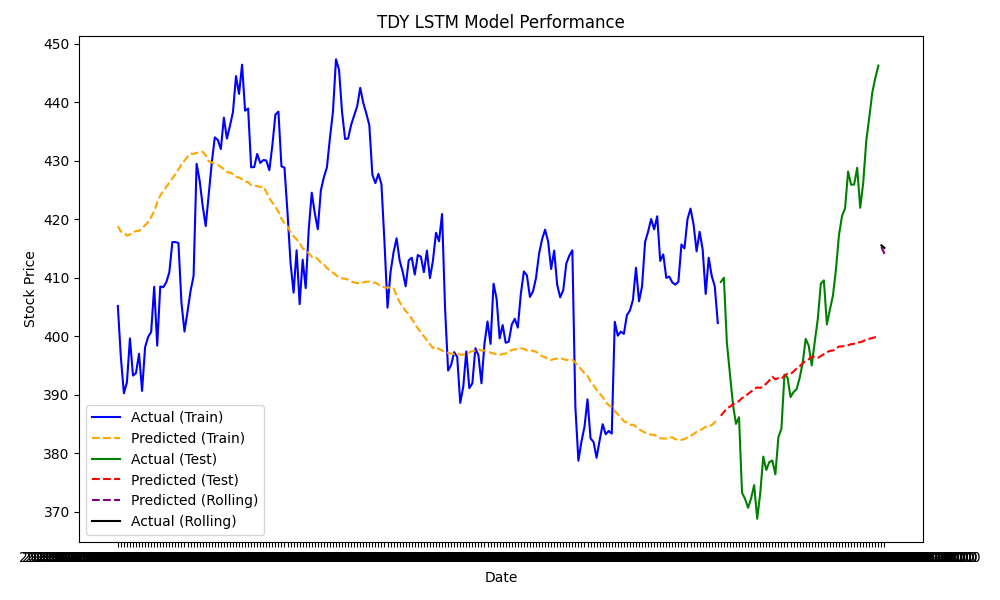 TDY LSTM Model Performance
Stock Price
450
440
430
420
410
400
390
380
370
Actual (Train)
Predicted (Train)
Actual (Test)
Predicted (Test)
Predicted (Rolling)
Actual (Rolling)
Date